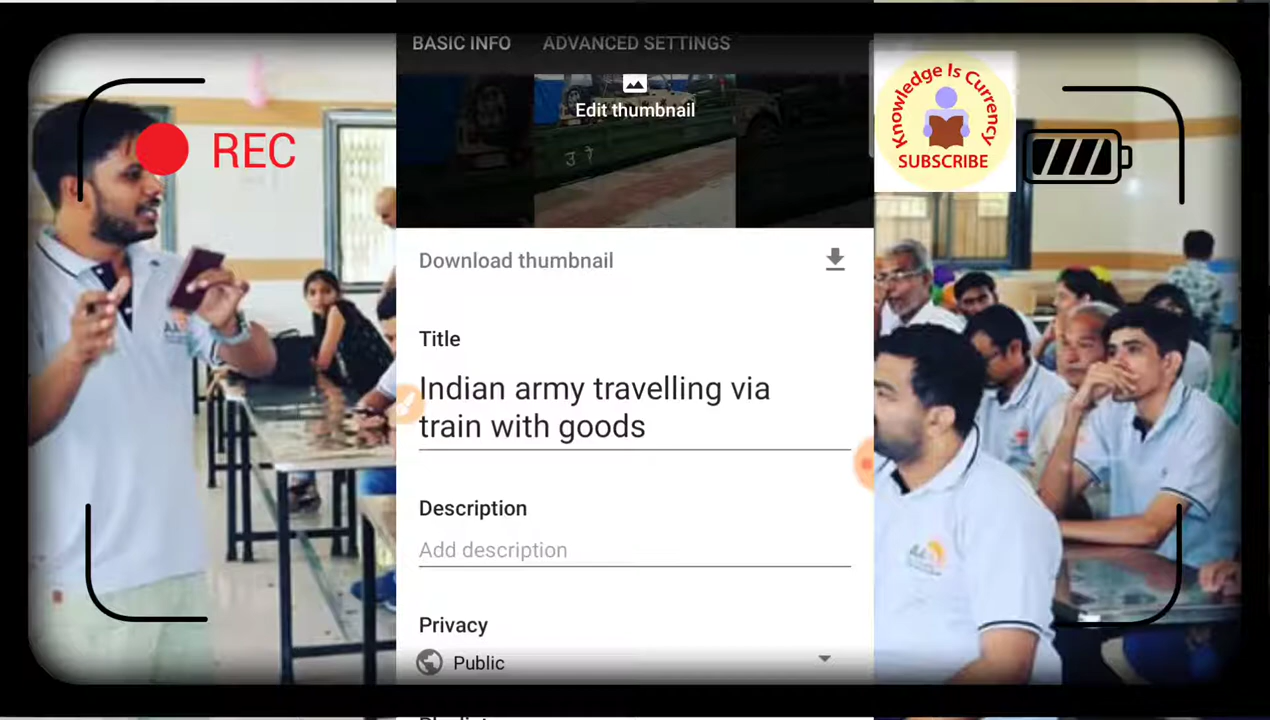 BASIC INFO ADVANCED SETTINGS
Edit thumbnail
37
REC
Knowledge Is Currency
SUBSCRIBE
Download thumbnail
Title
Indian army travelling via
train with goods
Description
Add description
Privacy
Public